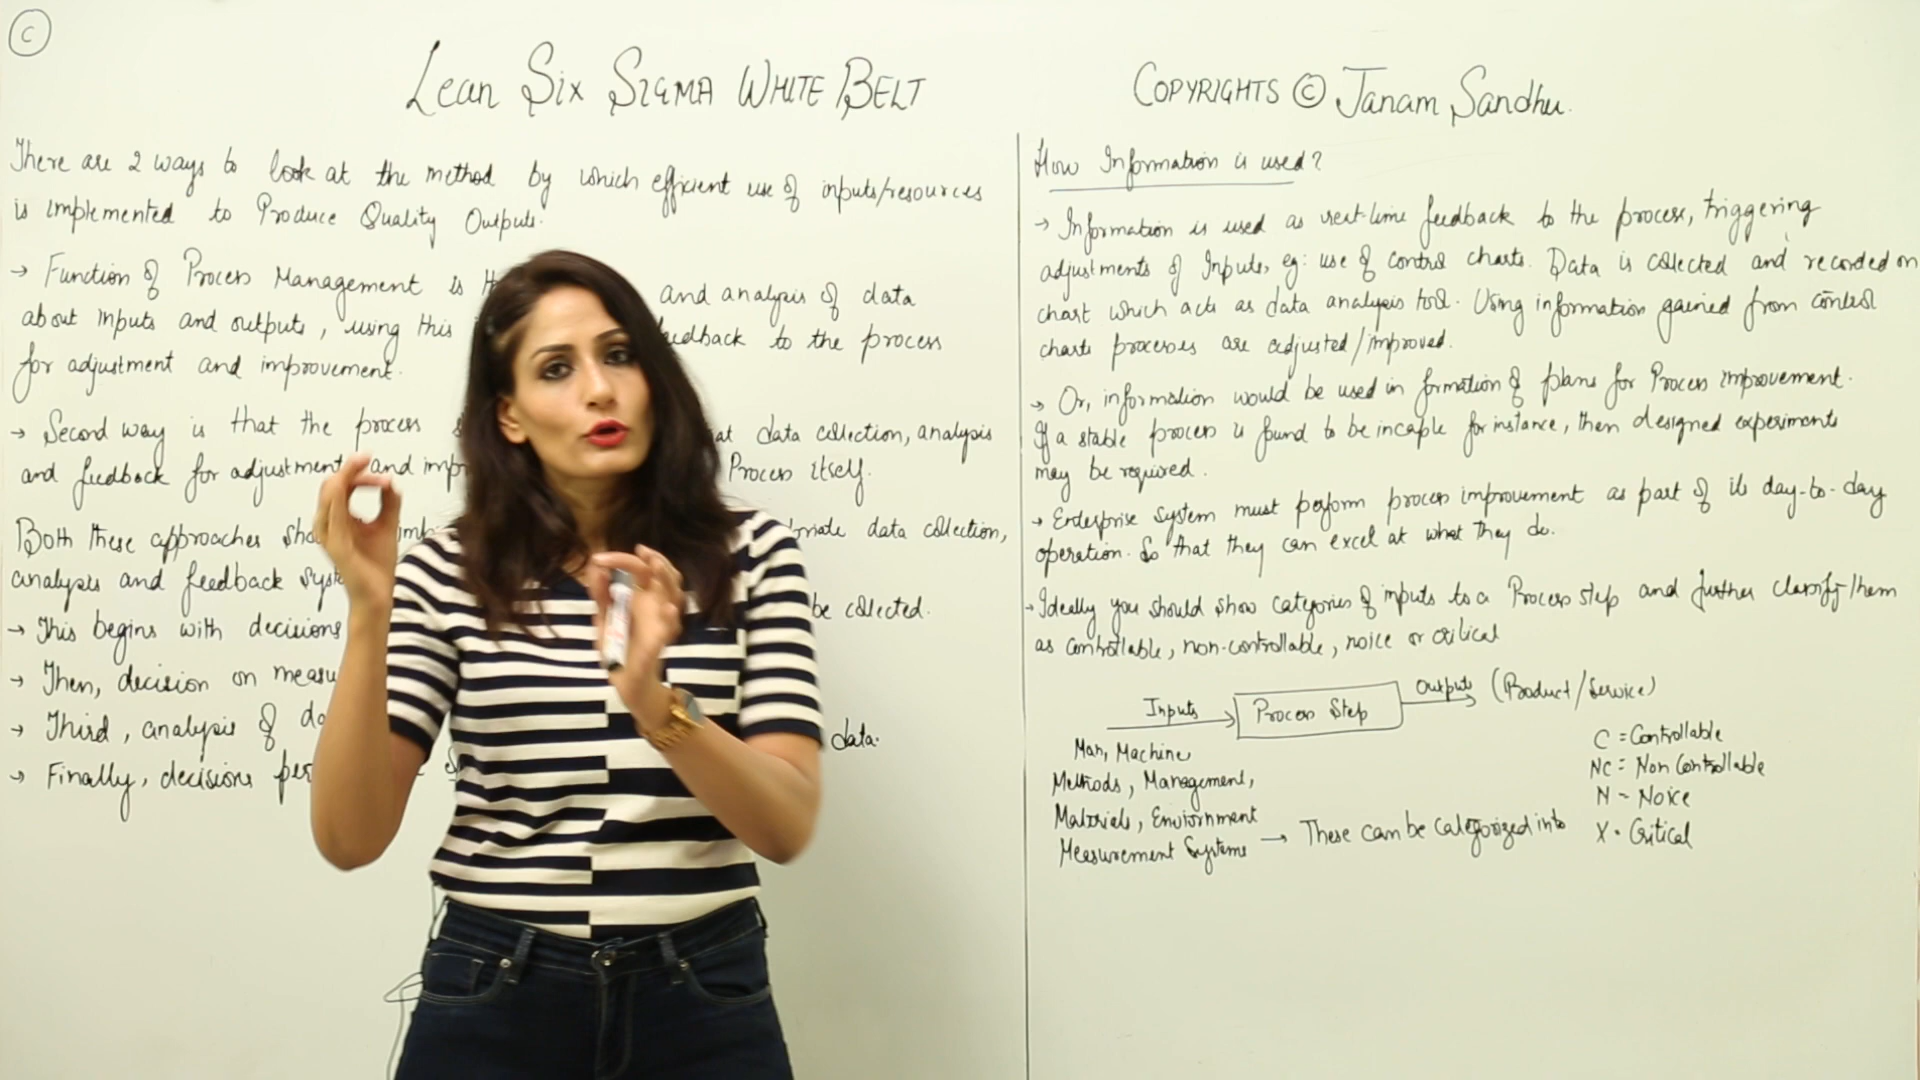 C
Lean Six SIGMA WHITE BELT
COPYRIGHTS © Janam Sandhu.
There are 2 ways to look at the method by which efficient use of inputs/resources
is implemented to Produce Quality Outputs.
→ Function of Process Management is and analysis of data
about inputs and outputs, using this feedback to the process
for adjustment and improvement.
→ Second way is that the process data collection, analysis
and feedback for adjustment and Process itself.
Both these approaches data collection,
analysis and feedback
→ This begins with decisions be collected.
→ Then, decision on
→ Third, analysis of data.
→ Finally, decisions
How Information is used?
→ Information is used as real-time feedback to the process, triggering
adjustments of Inputs, eg: use of control charts. Data is collected and recorded on
chart which acts as data analysis tool. Using information gained from control
charts processes are adjusted/improved.
→ Or, information would be used in formation of plans for Process improvement.
If a stable process is found to be incaple for instance, then designed experiments
may be required.
→ Enterprise system must perform process improvement as part of its day-to-day
operation. So that they can excel at what they do.
→ Ideally you should show categories of inputs to a Process step and further classify them
as controllable, non-controllable, noice or critical
Inputs → Process Step Outputs → (Product/Service)
Man, Machine
Methods, Management,
Materials, Enviornment
Measurement Systems → These can be categorized into
C = Controllable
NC = Non Controllable
N - Noice
X - Critical